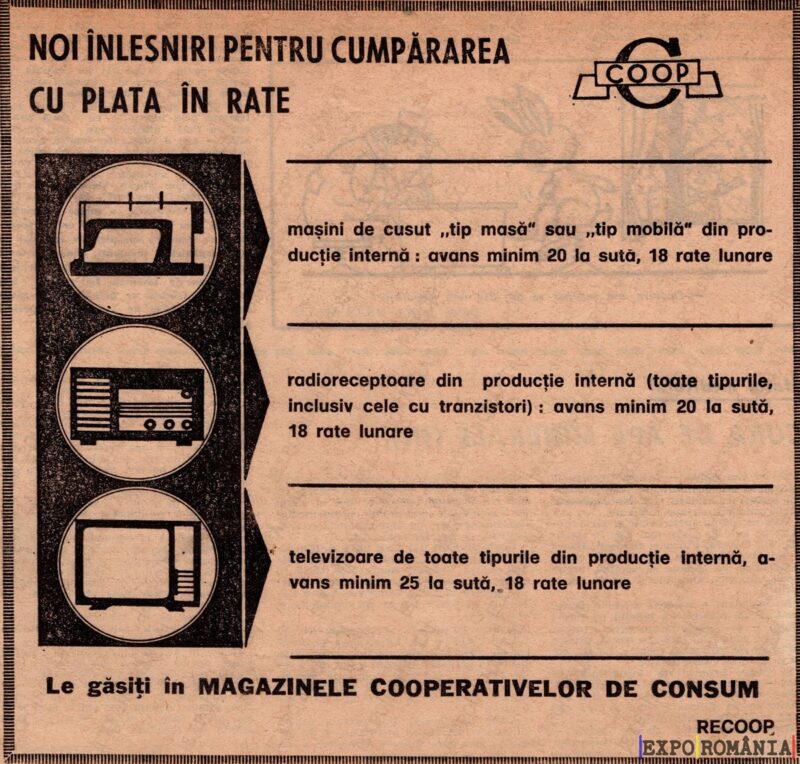 NOI ÎNLESNIRI PENTRU CUMPĂRAREA
CU PLATA ÎN RATE
COOP
mașini de cusut „tip masă“ sau „tip mobilă“ din pro-
ducție internă : avans minim 20 la sută, 18 rate lunare
radioreceptoare din producție internă (toate tipurile,
inclusiv cele cu tranzistori) : avans minim 20 la sută,
18 rate lunare
televizoare de toate tipurile din producție internă, a-
vans minim 25 la sută, 18 rate lunare
Le găsiți în MAGAZINELE COOPERATIVELOR DE CONSUM
RECOOP
EXPO ROMÂNIA